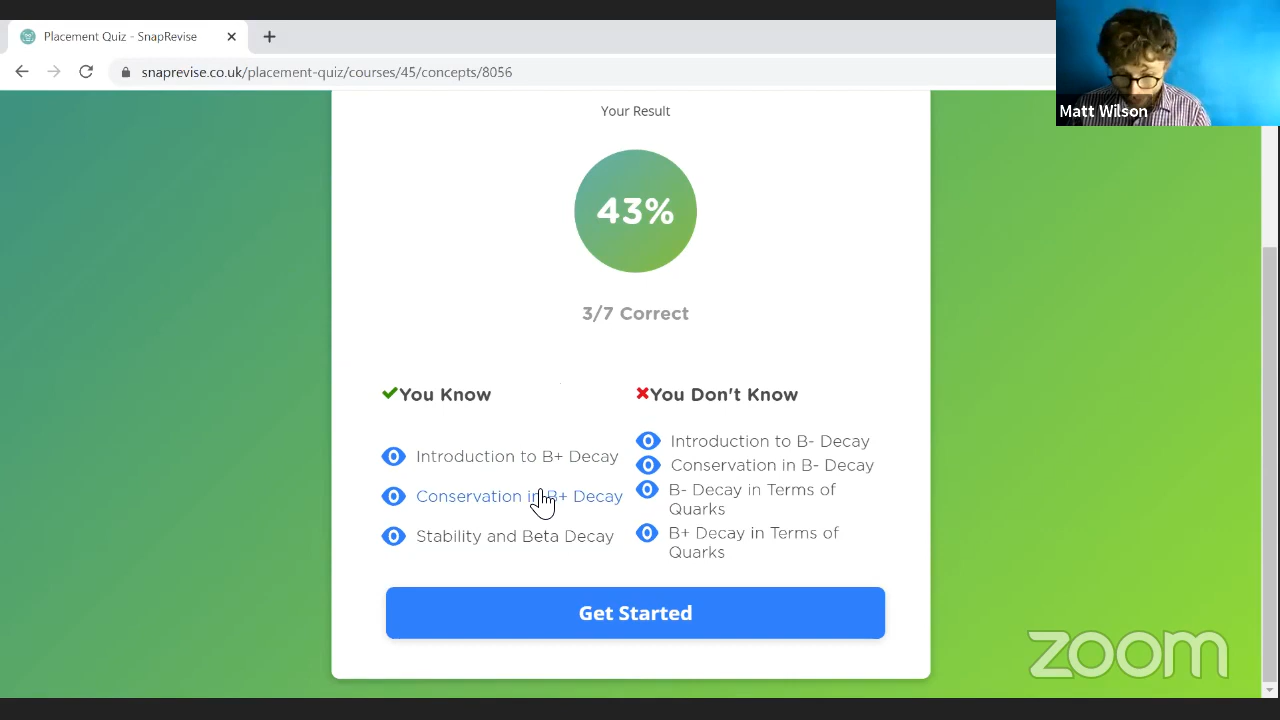 Placement Quiz - SnapRevise
snaprevise.co.uk/placement-quiz/courses/45/concepts/8056
Matt Wilson
Your Result
43%
3/7 Correct
You Know
Introduction to B+ Decay
Conservation in B+ Decay
Stability and Beta Decay
You Don't Know
Introduction to B- Decay
Conservation in B- Decay
B- Decay in Terms of
Quarks
B+ Decay in Terms of
Quarks
Get Started
zoom